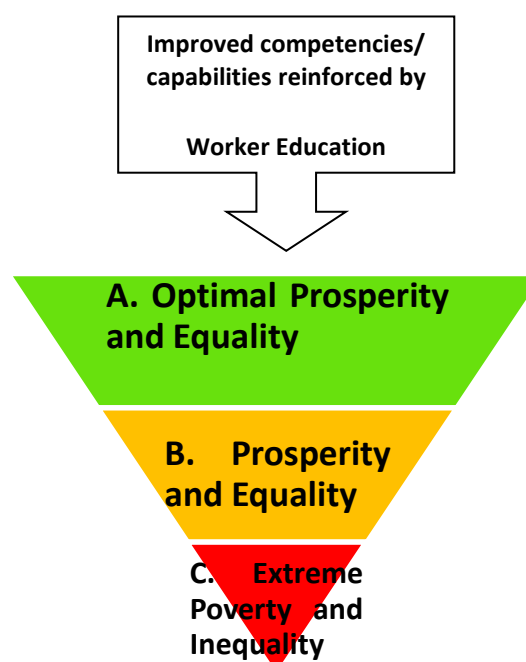 Improved competencies/
capabilities reinforced by
Worker Education
A. Optimal Prosperity
and Equality
B. Prosperity
and Equality
C. Extreme
Poverty and
Inequality